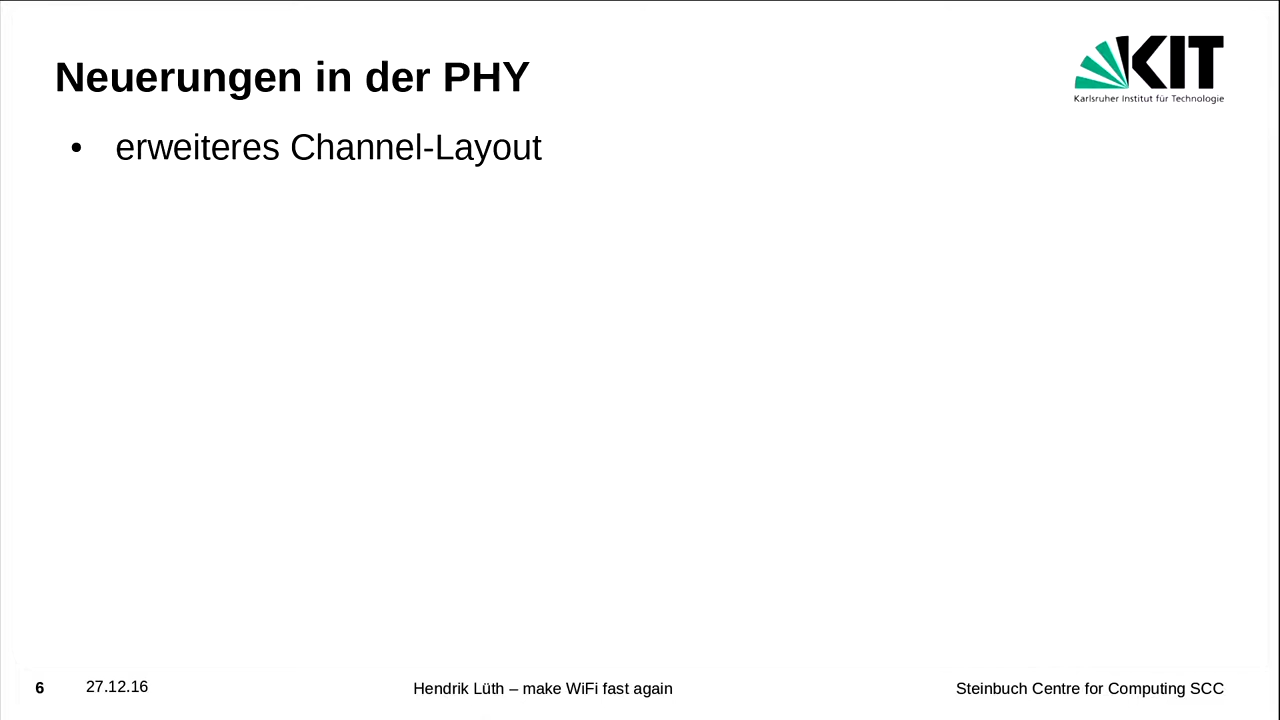 Neuerungen in der PHY
KIT
Karlsruher Institut für Technologie
• erweiteres Channel-Layout
6
27.12.16
Hendrik Lüth – make WiFi fast again
Steinbuch Centre for Computing SCC